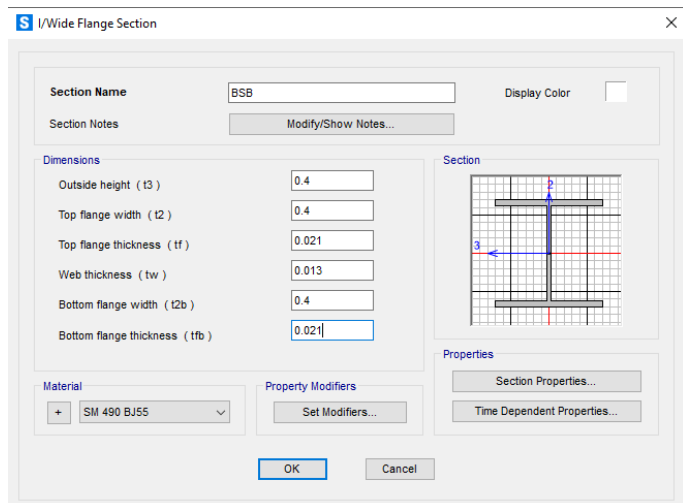 S I/Wide Flange Section
Section Name BSB Display Color
Section Notes Modify/Show Notes...
Dimensions
Outside height ( t3 ) 0.4
Top flange width ( t2 ) 0.4
Top flange thickness ( tf ) 0.021
Web thickness ( tw ) 0.013
Bottom flange width ( t2b ) 0.4
Bottom flange thickness ( tfb ) 0.021
Section
2
3
Properties
Section Properties...
Time Dependent Properties...
Material
+ SM 490 BJ55
Property Modifiers
Set Modifiers...
OK Cancel